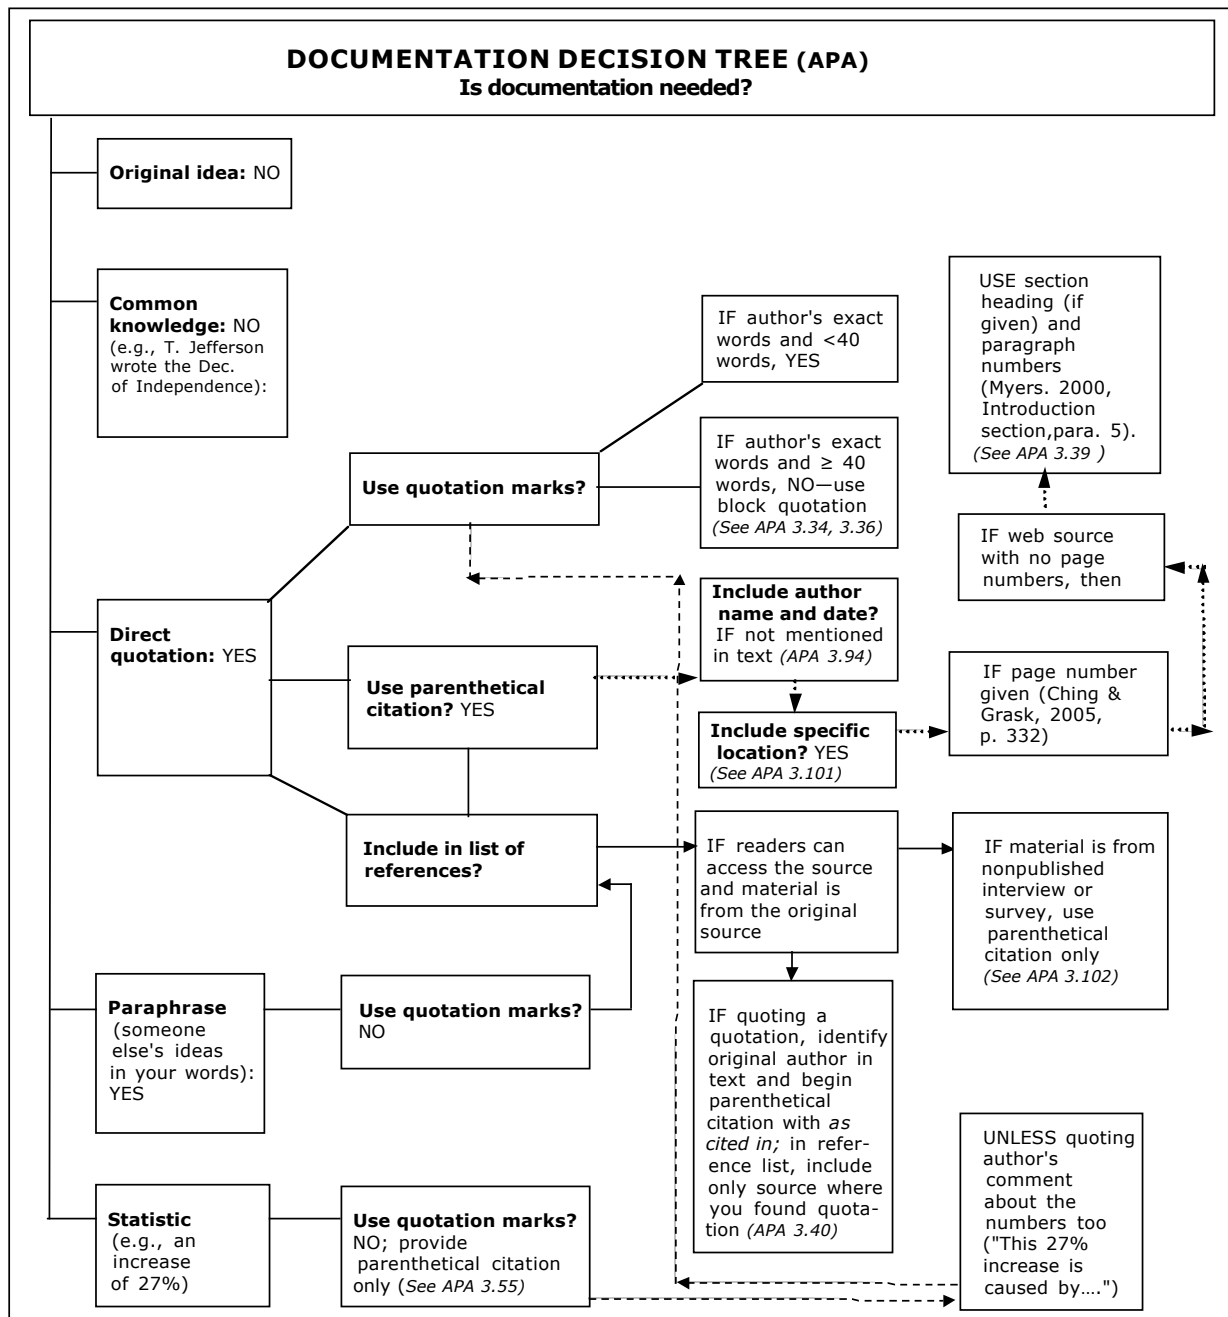 DOCUMENTATION DECISION TREE (APA)
Is documentation needed?
Original idea: NO
Common
knowledge: NO
(e.g., T. Jefferson
wrote the Dec.
of Independence):
Direct
quotation: YES
Use quotation marks?
IF author's exact
words and <40
words, YES
IF author's exact
words and ≥ 40
words, NO—use
block quotation
(See APA 3.34, 3.36)
Use parenthetical
citation? YES
Include author
name and date?
IF not mentioned
in text (APA 3.94)
Include specific
location? YES
(See APA 3.101)
IF page number
given (Ching &
Grask, 2005,
p. 332)
IF web source
with no page
numbers, then
USE section
heading (if
given) and
paragraph
numbers
(Myers. 2000,
Introduction
section,para. 5).
(See APA 3.39 )
Include in list of
references?
IF readers can
access the source
and material is
from the original
source
IF material is from
nonpublished
interview or
survey, use
parenthetical
citation only
(See APA 3.102)
IF quoting a
quotation, identify
original author in
text and begin
parenthetical
citation with as
cited in; in refer-
ence list, include
only source where
you found quota-
tion (APA 3.40)
Paraphrase
(someone
else's ideas
in your words):
YES
Use quotation marks?
NO
Statistic
(e.g., an
increase
of 27%)
Use quotation marks?
NO; provide
parenthetical citation
only (See APA 3.55)
UNLESS quoting
author's
comment
about the
numbers too
("This 27%
increase is
caused by....")